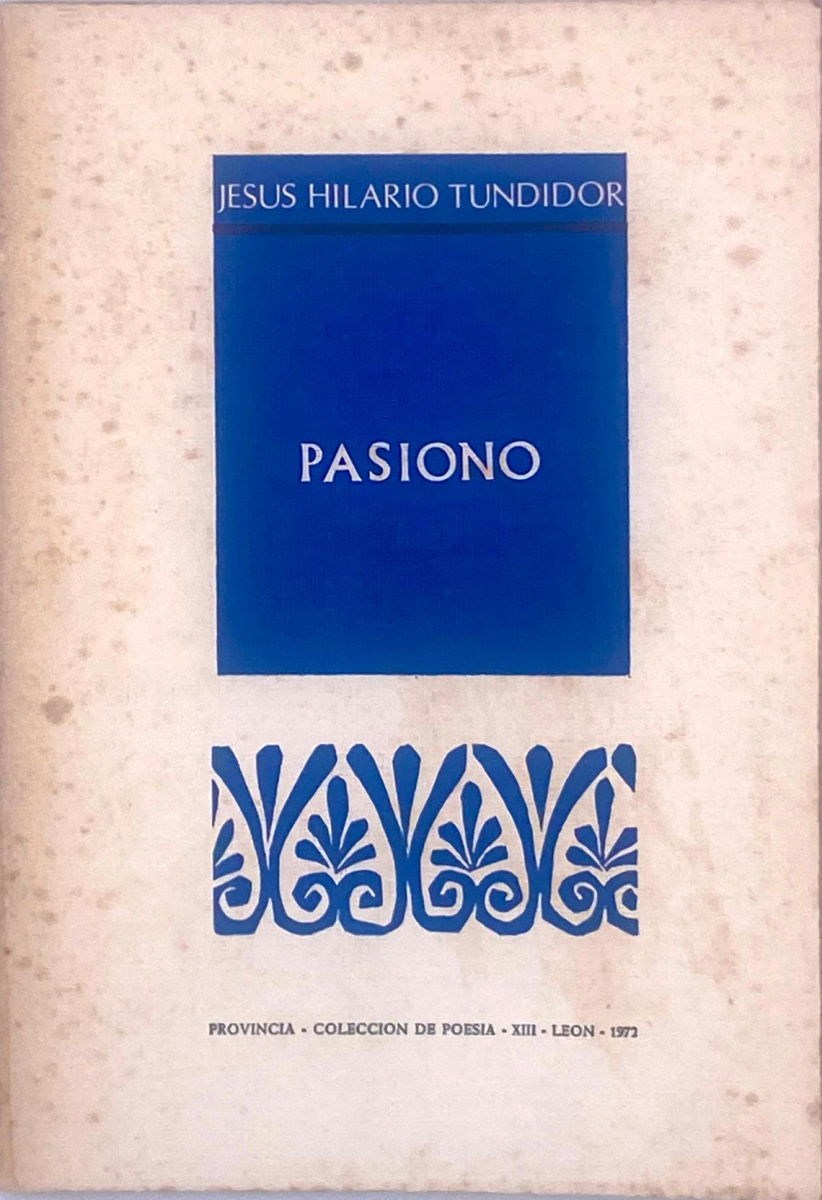 JESUS HILARIO TUNDIDOR
PASIONO
PROVINCIA - COLECCION DE POESIA - XIII - LEON - 1972